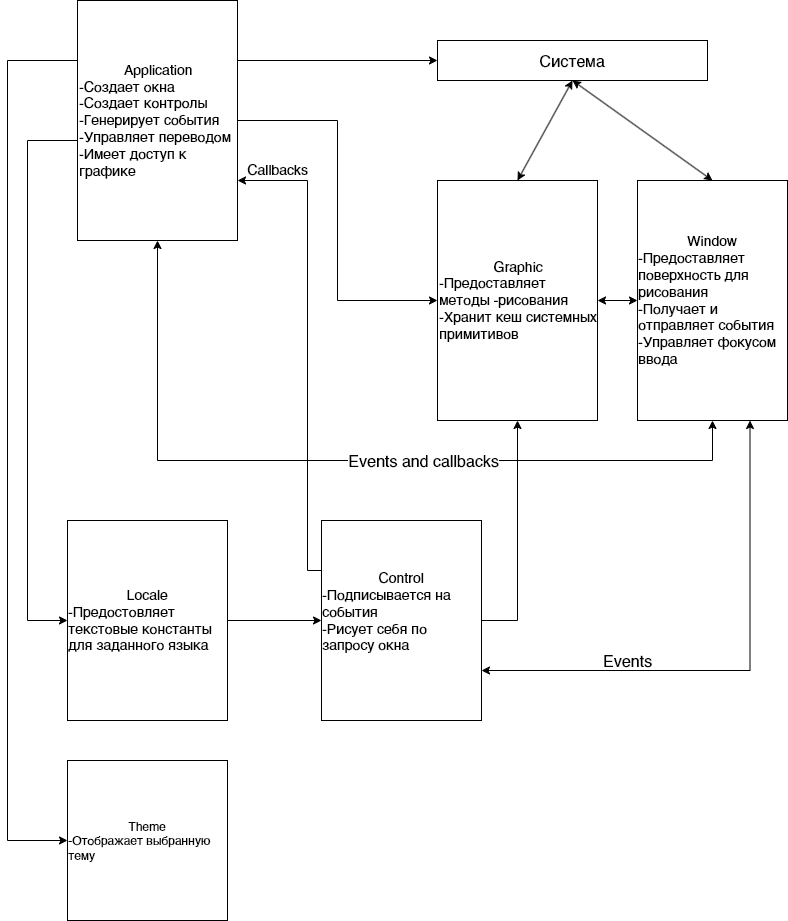 Application
-Создает окна
-Создает контролы
-Генерирует события
-Управляет переводом
-Имеет доступ к
графике
Система
Callbacks
Graphic
-Предоставляет
методы -рисования
-Хранит кеш системных
примитивов
Window
-Предоставляет
поверхность для
рисования
-Получает и
отправляет события
-Управляет фокусом
ввода
Events and callbacks
Locale
-Предостовляет
текстовые константы
для заданного языка
Control
-Подписывается на
события
-Рисует себя по
запросу окна
Events
Theme
-Отображает выбранную
тему